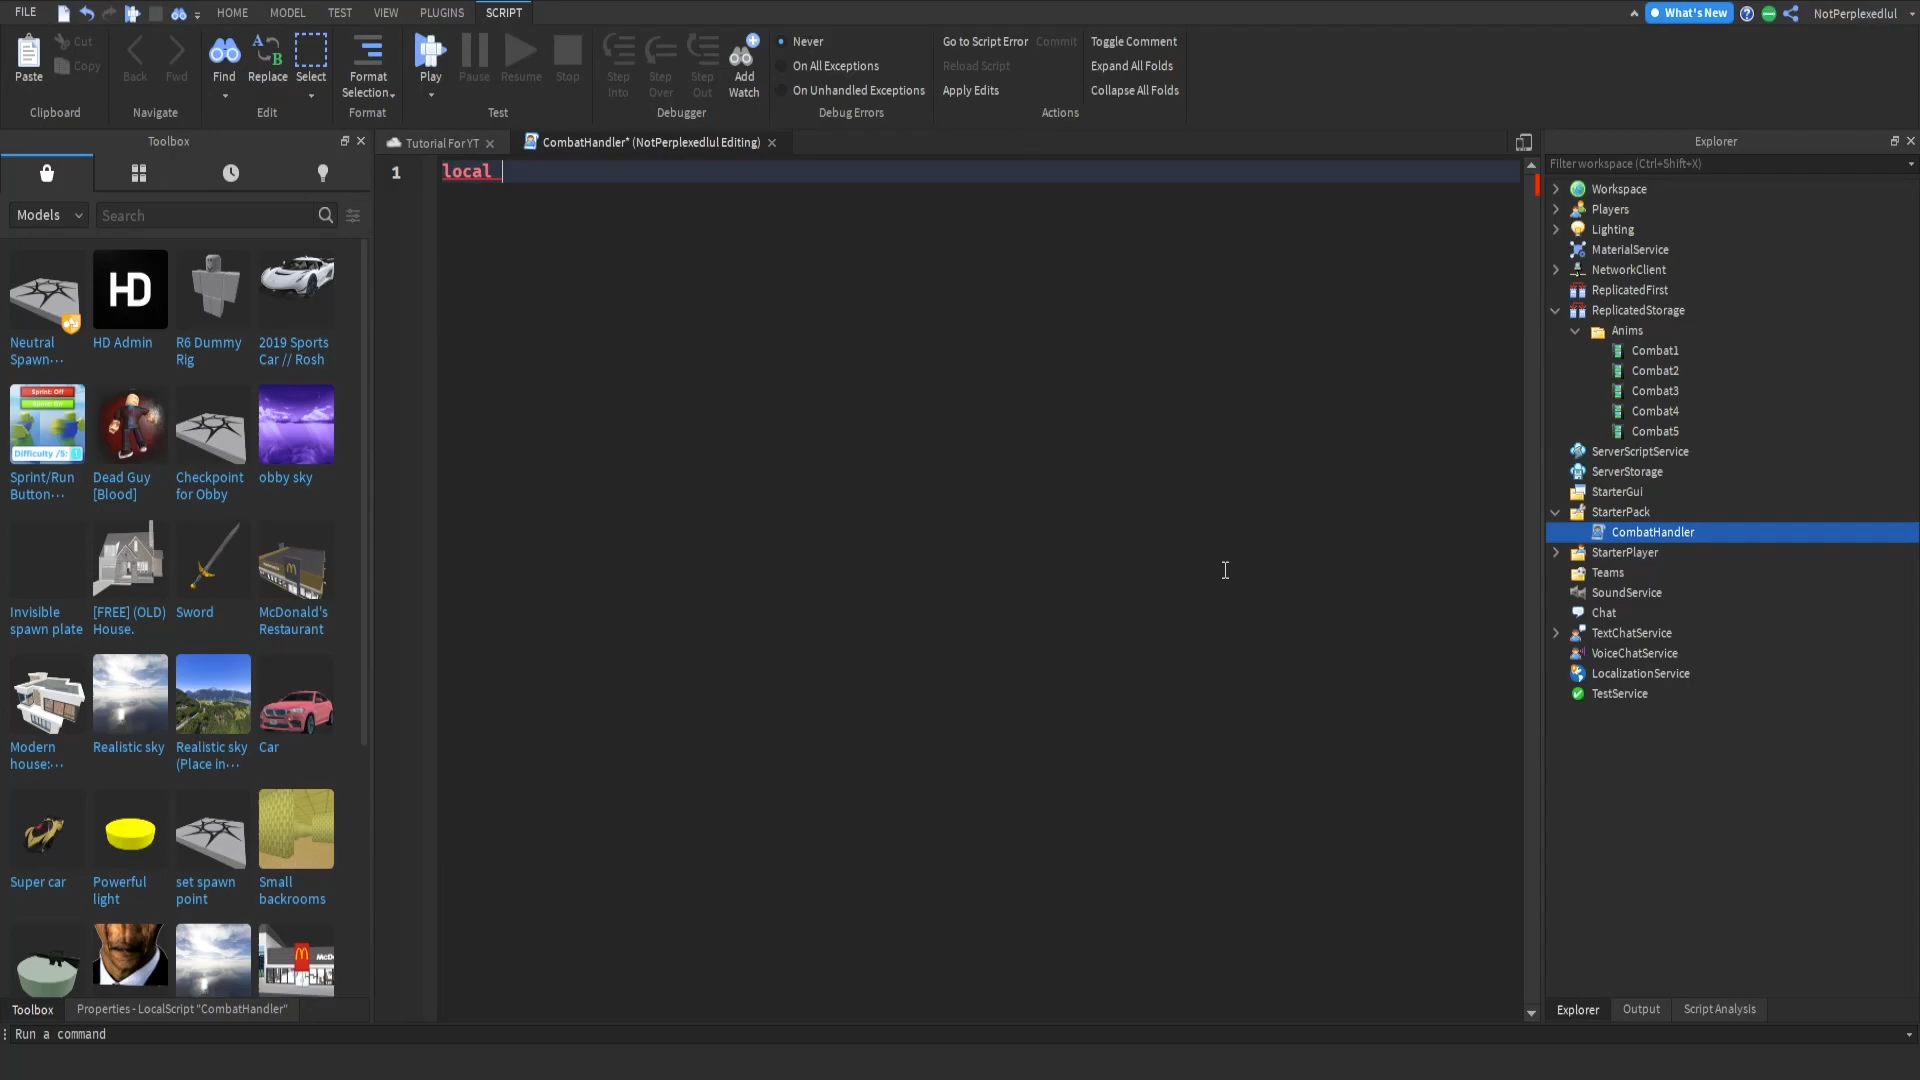 FILE HOME MODEL TEST VIEW PLUGINS SCRIPT What's New NotPerplexedlul
Paste Cut Copy Back Fwd Find Replace Select Format Selection Play Pause Resume Stop Step Into Step Over Step Out Add Watch
Never
On All Exceptions
On Unhandled Exceptions
Go to Script Error Commit
Reload Script
Apply Edits
Toggle Comment
Expand All Folds
Collapse All Folds
Clipboard Navigate Edit Format Test Debugger Debug Errors Actions
Toolbox
Models Search
Neutral Spawn...
HD
HD Admin
R6 Dummy Rig
2019 Sports Car // Rosh
Sprint: Off
Difficulty /5: 1
Sprint/Run Button...
Dead Guy [Blood]
Checkpoint for Obby
obby sky
Invisible spawn plate
[FREE] (OLD) House.
Sword
McDonald's Restaurant
Modern house:...
Realistic sky
Realistic sky (Place in...
Car
Super car
Powerful light
set spawn point
Small backrooms
Toolbox Properties - LocalScript "CombatHandler"
Run a command
Tutorial For YT CombatHandler* (NotPerplexedlul Editing)
1 local
Explorer
Filter workspace (Ctrl+Shift+X)
Workspace
Players
Lighting
MaterialService
NetworkClient
ReplicatedFirst
ReplicatedStorage
Anims
Combat1
Combat2
Combat3
Combat4
Combat5
ServerScriptService
ServerStorage
StarterGui
StarterPack
CombatHandler
StarterPlayer
Teams
SoundService
Chat
TextChatService
VoiceChatService
LocalizationService
TestService
Explorer Output Script Analysis